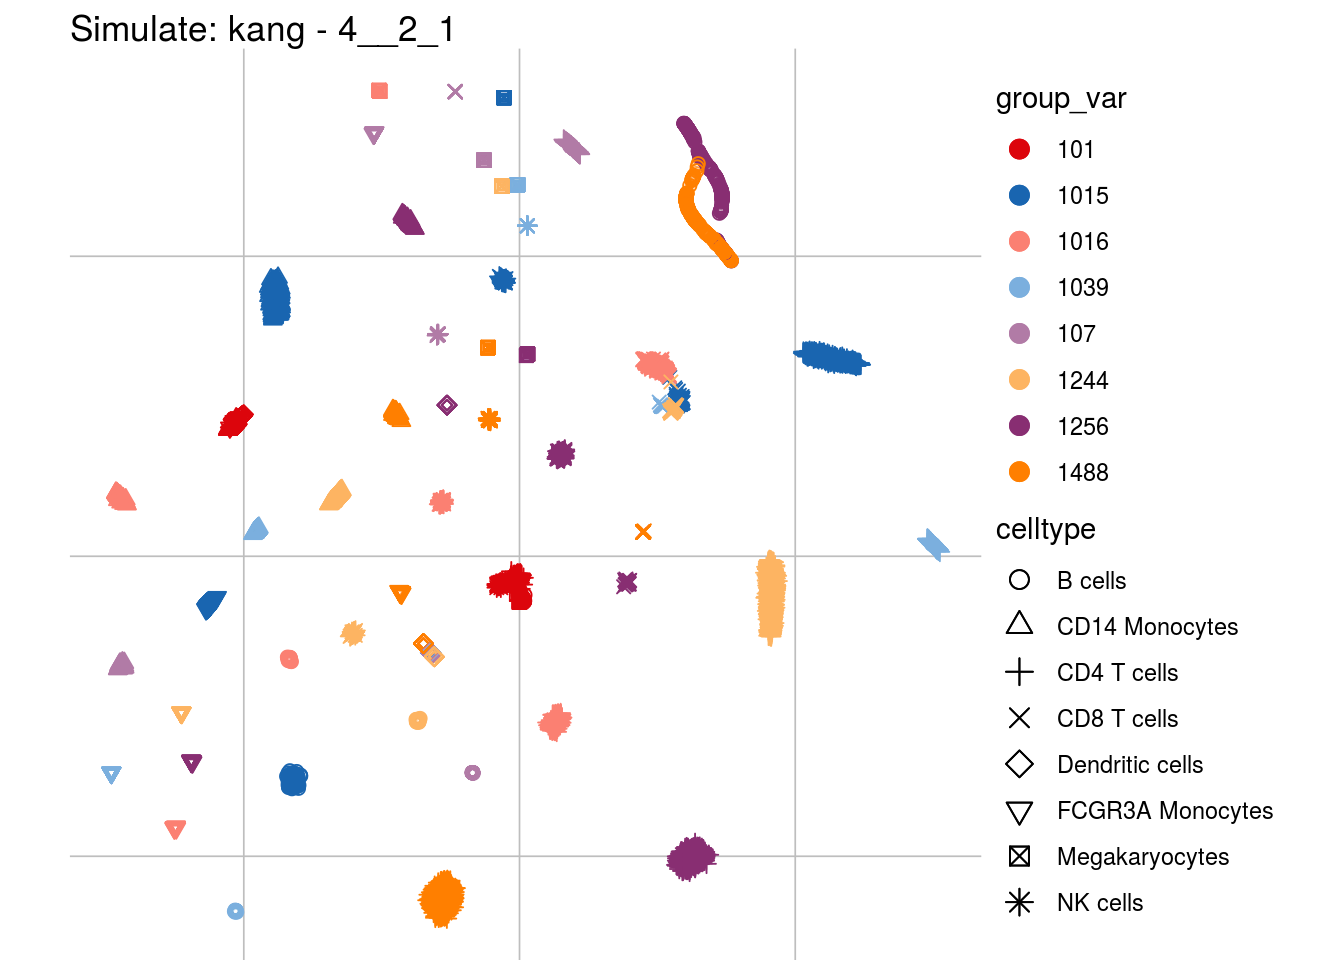 Simulate: kang - 4__2_1
group_var
101
1015
1016
1039
107
1244
1256
1488
celltype
B cells
CD14 Monocytes
CD4 T cells
CD8 T cells
Dendritic cells
FCGR3A Monocytes
Megakaryocytes
NK cells